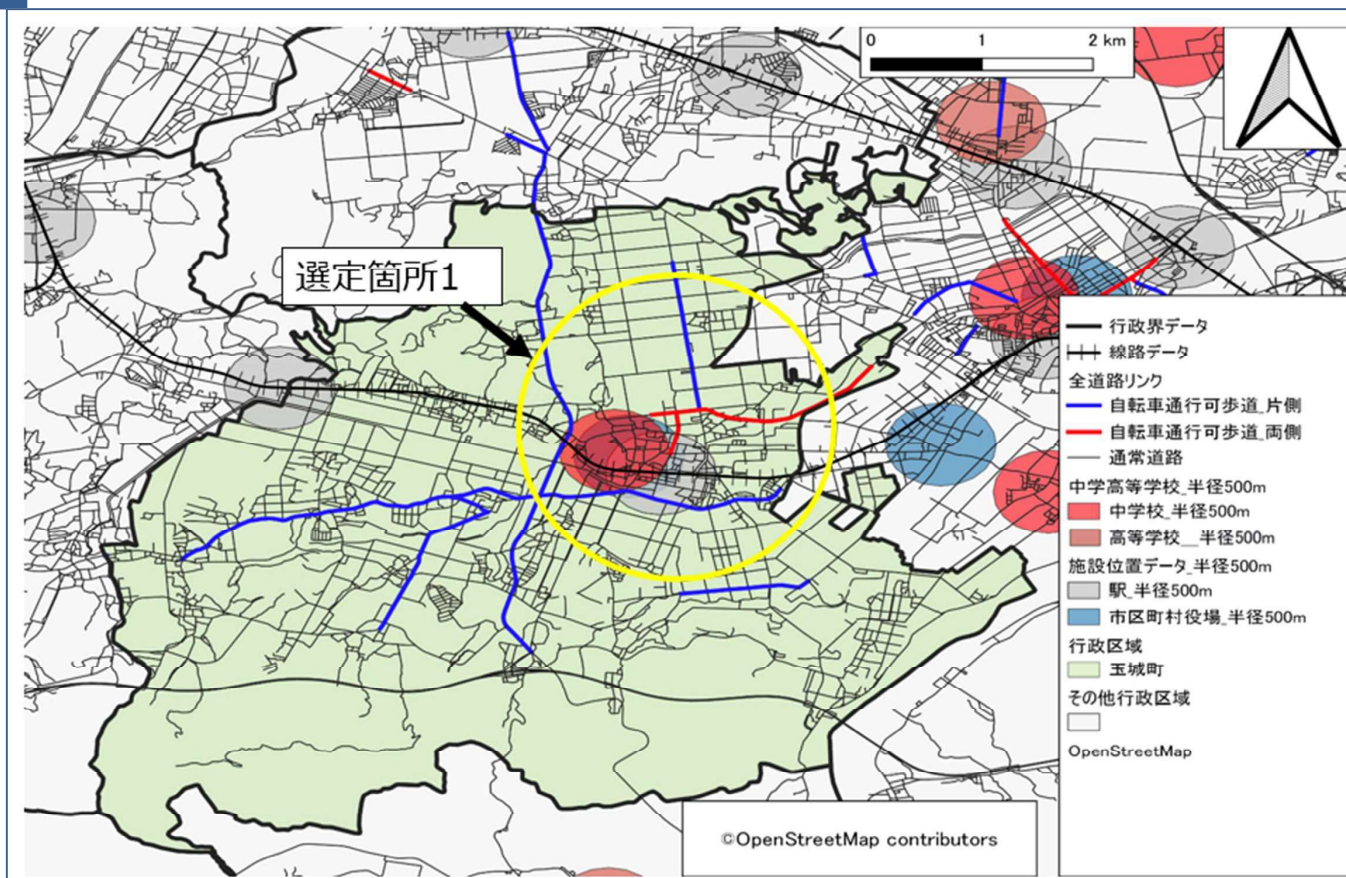 0 1 2 km
選定箇所1
行政界データ
線路データ
全道路リンク
自転車通行可歩道_片側
自転車通行可歩道_両側
通常道路
中学高等学校_半径500m
中学校_半径500m
高等学校__半径500m
施設位置データ_半径500m
駅_半径500m
市区町村役場_半径500m
行政区域
玉城町
その他行政区域
OpenStreetMap
©OpenStreetMap contributors